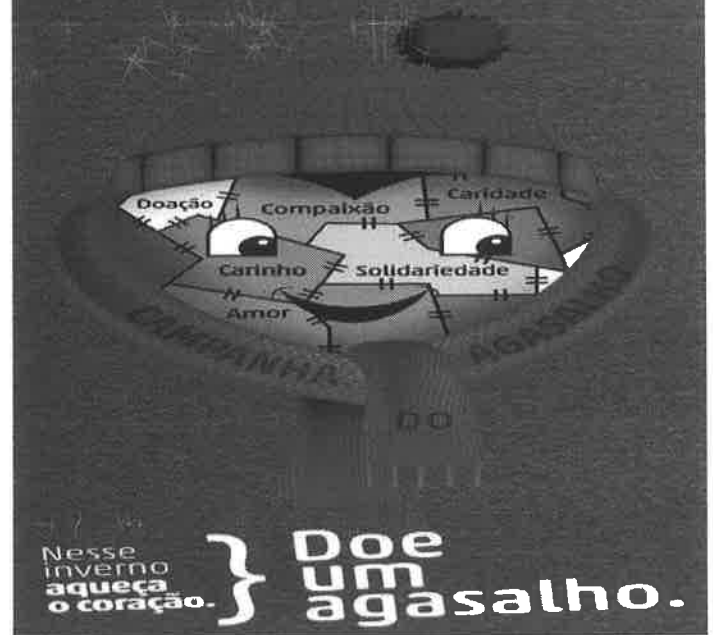 Doação
Compaixão
Caridade
Carinho
Solidariedade
Amor
CAMPANHA
DO
AGASALHO
Nesse
inverno
aqueça
o coração.
}
Doe
um
agasalho.